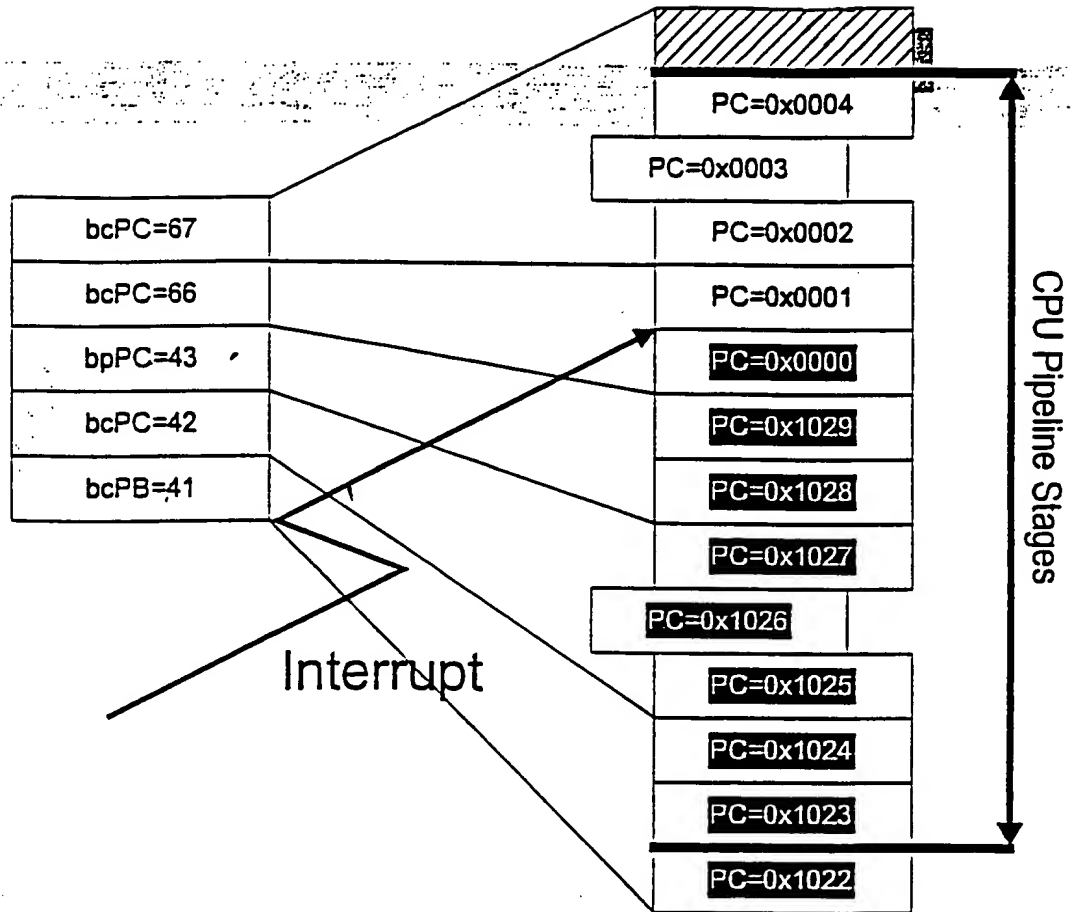 PC=0x0004
PC=0x0003
bcPC=67
PC=0x0002
bcPC=66
PC=0x0001
bpPC=43
PC=0x0000
bcPC=42
PC=0x1029
bcPB=41
PC=0x1028
PC=0x1027
PC=0x1026
Interrupt
PC=0x1025
PC=0x1024
PC=0x1023
PC=0x1022
CPU Pipeline Stages